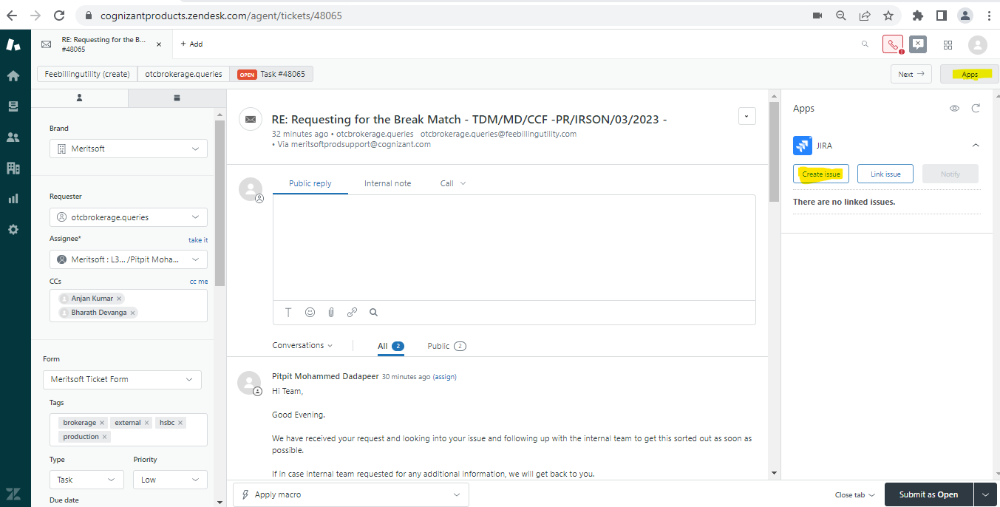 cognizantproducts.zendesk.com/agent/tickets/48065
RE: Requesting for the B...
#48065
×
+ Add
Feebillingutility (create)
otcbrokerage.queries
OPEN Task #48065
Next →
Apps
Brand
Meritsoft
Requester
otcbrokerage.queries
Assignee*
take it
Meritsoft : L3... /Pitpit Moha...
CCs
cc me
Anjan Kumar ×
Bharath Devanga ×
Form
Meritsoft Ticket Form
Tags
brokerage ×
external ×
hsbc ×
production ×
Type
Priority
Task
Low
Due date
RE: Requesting for the Break Match - TDM/MD/CCF -PR/IRSON/03/2023 -
32 minutes ago • otcbrokerage.queries otcbrokerage.queries@feebillingutility.com
• Via meritsoftprodsupport@cognizant.com
Public reply
Internal note
Call
T
Conversations
All 2
Public 2
Pitpit Mohammed Dadapeer 30 minutes ago (assign)
Hi Team,
Good Evening.
We have received your request and looking into your issue and following up with the internal team to get this sorted out as soon as
possible.
If in case internal team requested for any additional information, we will get back to you.
Apply macro
Close tab
Submit as Open
Apps
JIRA
Create issue
Link issue
Notify
There are no linked issues.